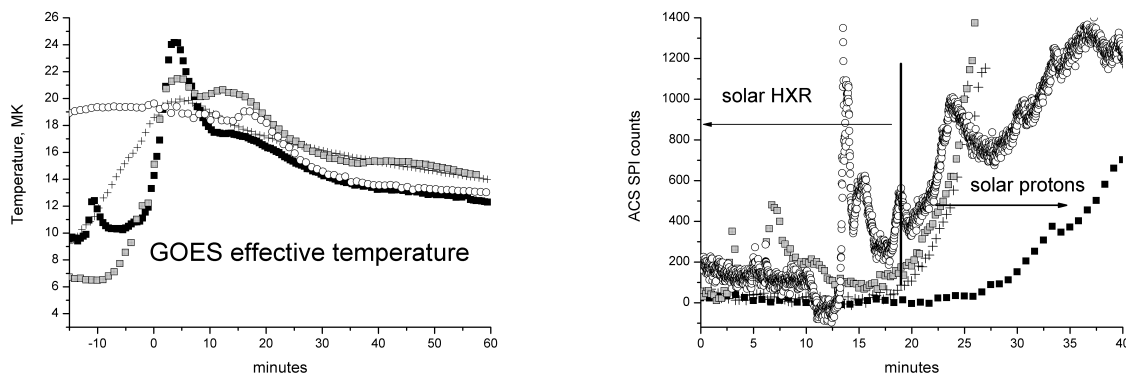 26
24
22
20
18
16
14
12
10
8
6
4
Temperature, MK
GOES effective temperature
-10 0 10 20 30 40 50 60
minutes
1400
1200
1000
800
600
400
200
0
ACS SPI counts
solar HXR
solar protons
0 5 10 15 20 25 30 35 40
minutes